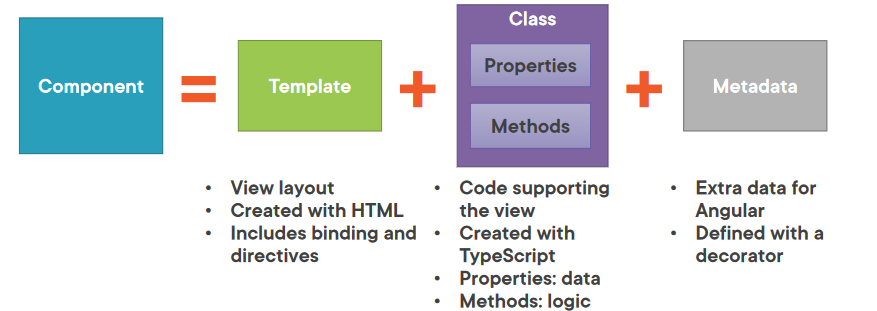 Component
=
Template
+
Class
Properties
Methods
+
Metadata
• View layout
• Created with HTML
• Includes binding and
directives
• Code supporting
the view
• Created with
TypeScript
• Properties: data
• Methods: logic
• Extra data for
Angular
• Defined with a
decorator